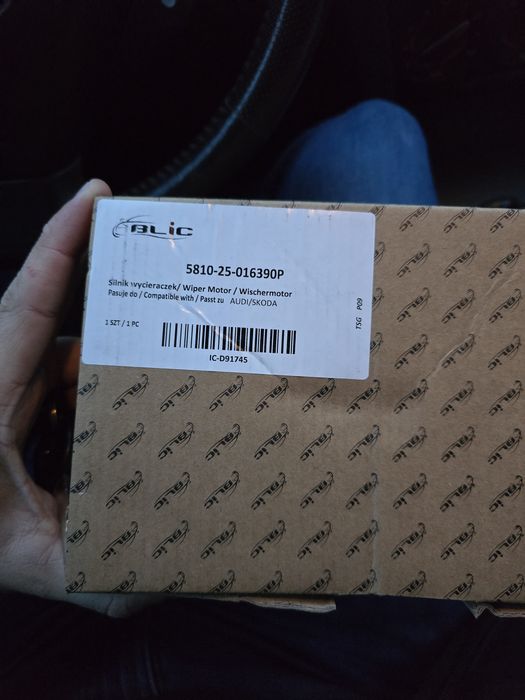 BLIC
5810-25-016390P
Silnik wycieraczek/ Wiper Motor / Wischermotor
Pasuje do / Compatible with / Passt zu AUDI/SKODA
1 SZT / 1 PC
IC-D91745
TSG P09